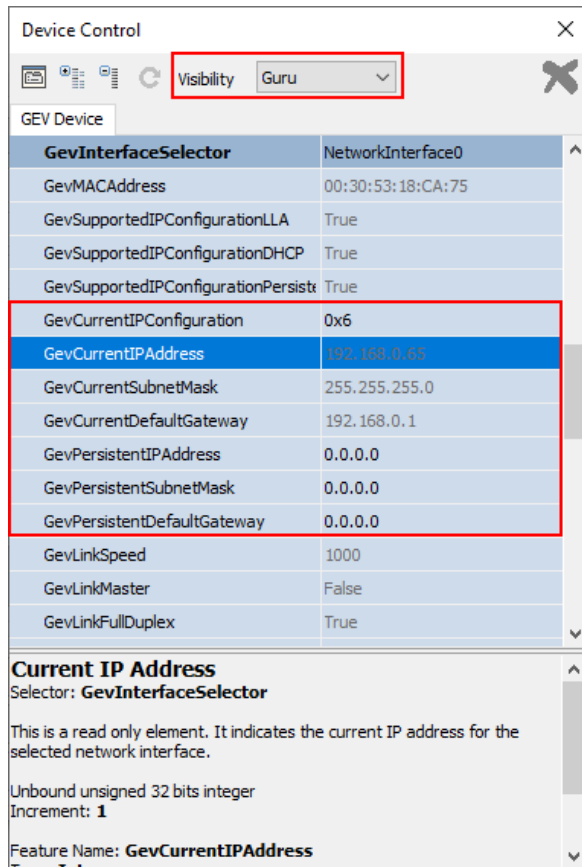 Device Control
Visibility Guru
GEV Device
GevInterfaceSelector NetworkInterface0
GevMACAddress 00:30:53:18:CA:75
GevSupportedIPConfigurationLLA True
GevSupportedIPConfigurationDHCP True
GevSupportedIPConfigurationPersiste True
GevCurrentIPConfiguration 0x6
GevCurrentIPAddress 192.168.0.65
GevCurrentSubnetMask 255.255.255.0
GevCurrentDefaultGateway 192.168.0.1
GevPersistentIPAddress 0.0.0.0
GevPersistentSubnetMask 0.0.0.0
GevPersistentDefaultGateway 0.0.0.0
GevLinkSpeed 1000
GevLinkMaster False
GevLinkFullDuplex True
Current IP Address
Selector: GevInterfaceSelector
This is a read only element. It indicates the current IP address for the
selected network interface.
Unbound unsigned 32 bits integer
Increment: 1
Feature Name: GevCurrentIPAddress